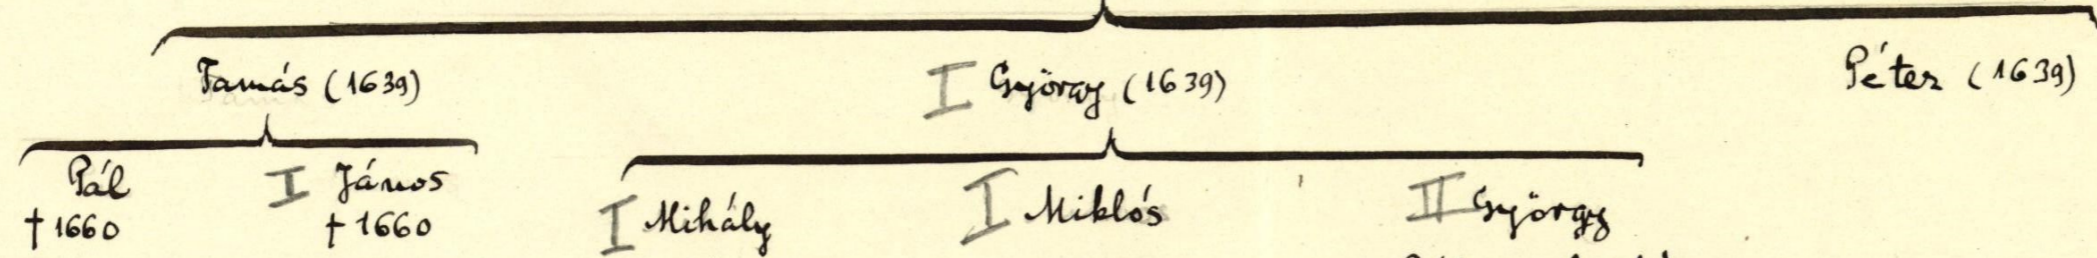 Tamás (1639) I György (1639) Péter (1639)
Pál I János I Mihály I Miklós II György
† 1660 † 1660